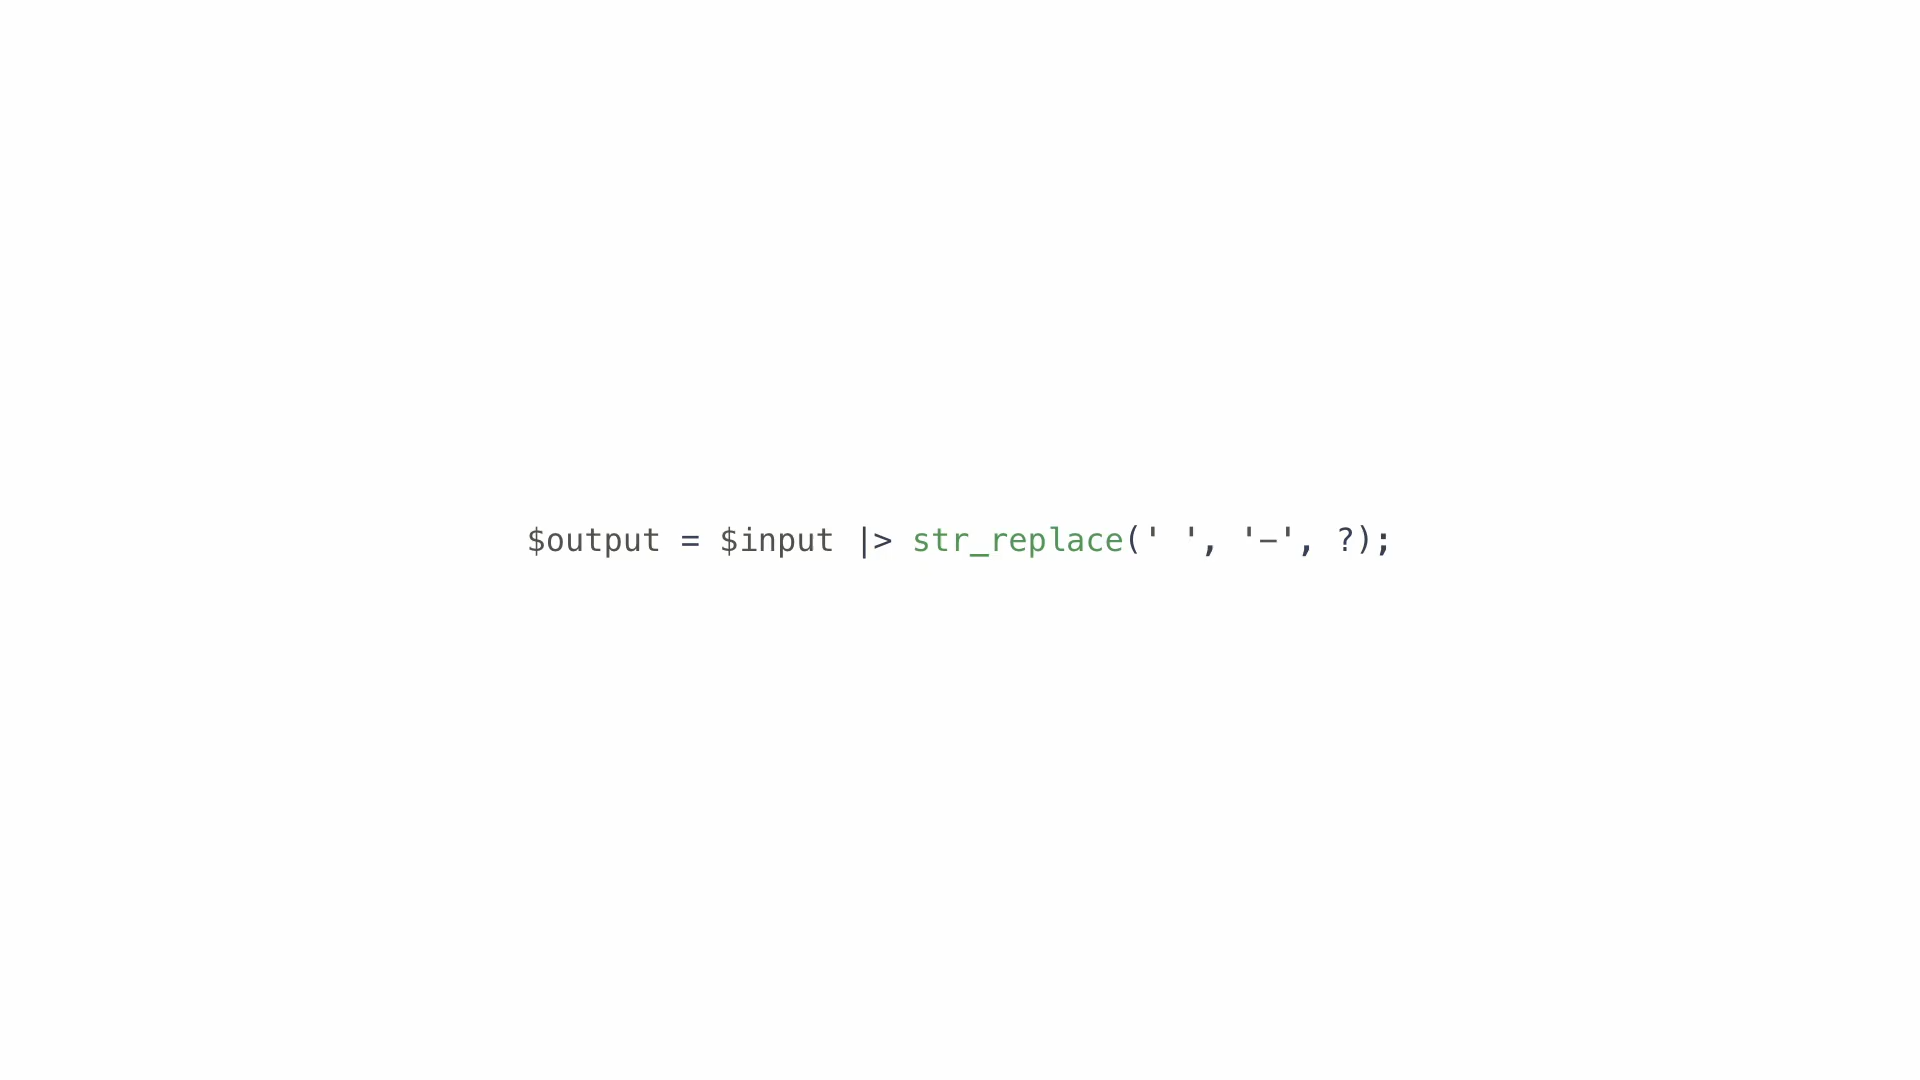 $output = $input |> str_replace(' ', '-', ?);